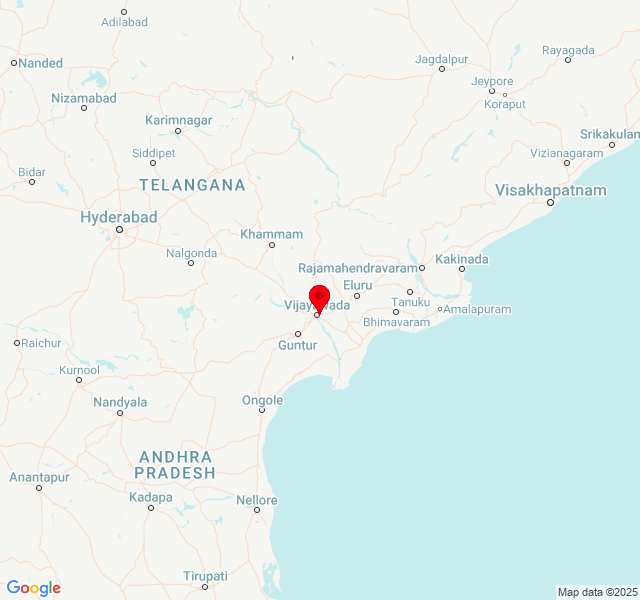 Adilabad
Nanded
Jagdalpur
Rayagada
Nizamabad
Jeypore
Koraput
Karimnagar
Srikakulam
Siddipet
Vizianagaram
Bidar
TELANGANA
Visakhapatnam
Hyderabad
Khammam
Nalgonda
Rajamahendravaram
Kakinada
Eluru
Vijayawada
Tanuku
Amalapuram
Bhimavaram
Guntur
Raichur
Kurnool
Nandyala
Ongole
ANDHRA
PRADESH
Anantapur
Kadapa
Nellore
Tirupati
Google
Map data ©2025